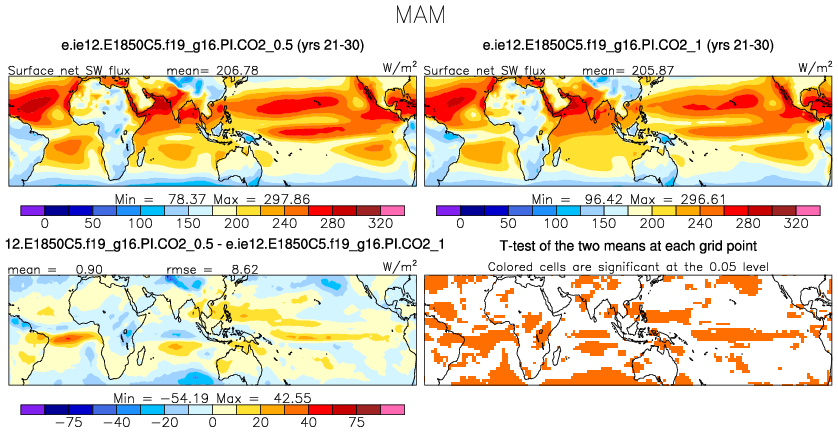 MAM
e.ie12.E1850C5.f19_g16.PI.CO2_0.5 (yrs 21-30)
Surface net SW flux mean= 206.78 W/m²
Min = 78.37 Max = 297.86
0 50 100 150 200 240 280 320
e.ie12.E1850C5.f19_g16.PI.CO2_1 (yrs 21-30)
Surface net SW flux mean= 205.87 W/m²
Min = 96.42 Max = 296.61
0 50 100 150 200 240 280 320
12.E1850C5.f19_g16.PI.CO2_0.5 - e.ie12.E1850C5.f19_g16.PI.CO2_1
mean = 0.90 rmse = 8.62 W/m²
Min = -54.19 Max = 42.55
-75 -40 -20 0 20 40 75
T-test of the two means at each grid point
Colored cells are significant at the 0.05 level